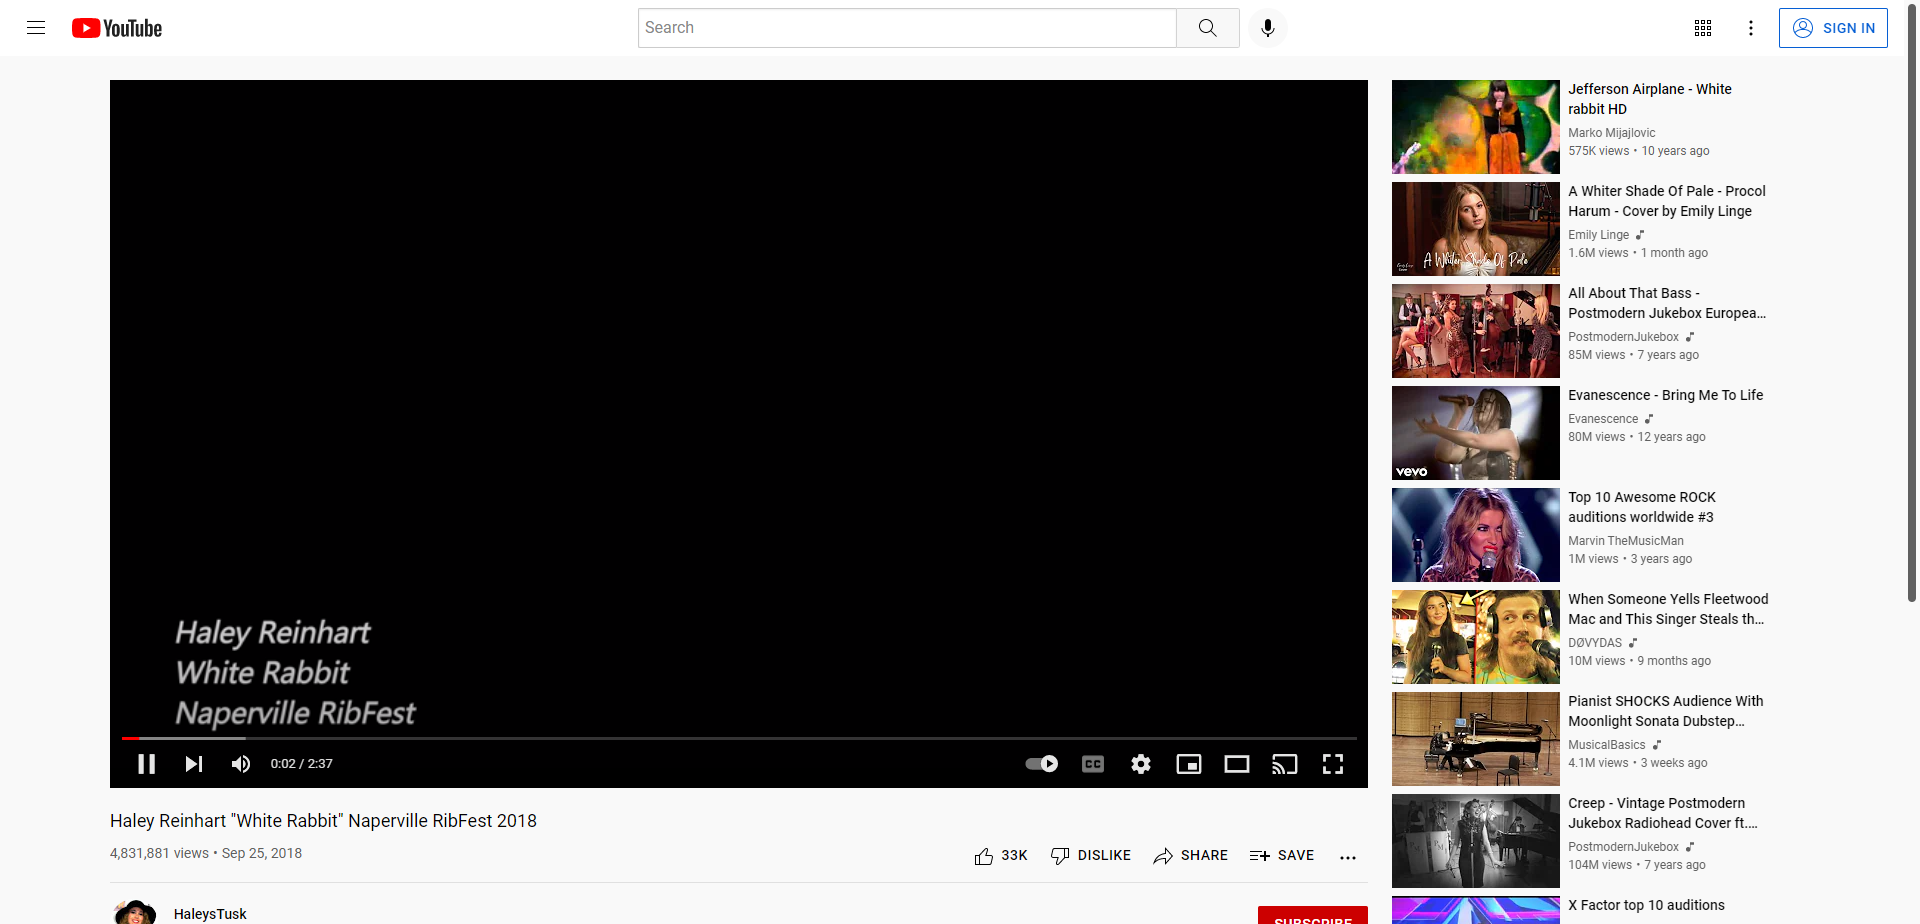 YouTube
Search
SIGN IN
Haley Reinhart
White Rabbit
Naperville RibFest
0:02 / 2:37
CC
Haley Reinhart "White Rabbit" Naperville RibFest 2018
4,831,881 views • Sep 25, 2018
33K
DISLIKE
SHARE
SAVE
HaleysTusk
SUBSCRIBE
Jefferson Airplane - White
rabbit HD
Marko Mijajlovic
575K views • 10 years ago
A Whiter Shade Of Pale
A Whiter Shade Of Pale - Procol
Harum - Cover by Emily Linge
Emily Linge
1.6M views • 1 month ago
All About That Bass -
Postmodern Jukebox Europea...
PostmodernJukebox
85M views • 7 years ago
vevo
Evanescence - Bring Me To Life
Evanescence
80M views • 12 years ago
Top 10 Awesome ROCK
auditions worldwide #3
Marvin TheMusicMan
1M views • 3 years ago
When Someone Yells Fleetwood
Mac and This Singer Steals th...
DØVYDAS
10M views • 9 months ago
Pianist SHOCKS Audience With
Moonlight Sonata Dubstep...
MusicalBasics
4.1M views • 3 weeks ago
Creep - Vintage Postmodern
Jukebox Radiohead Cover ft....
PostmodernJukebox
104M views • 7 years ago
X Factor top 10 auditions